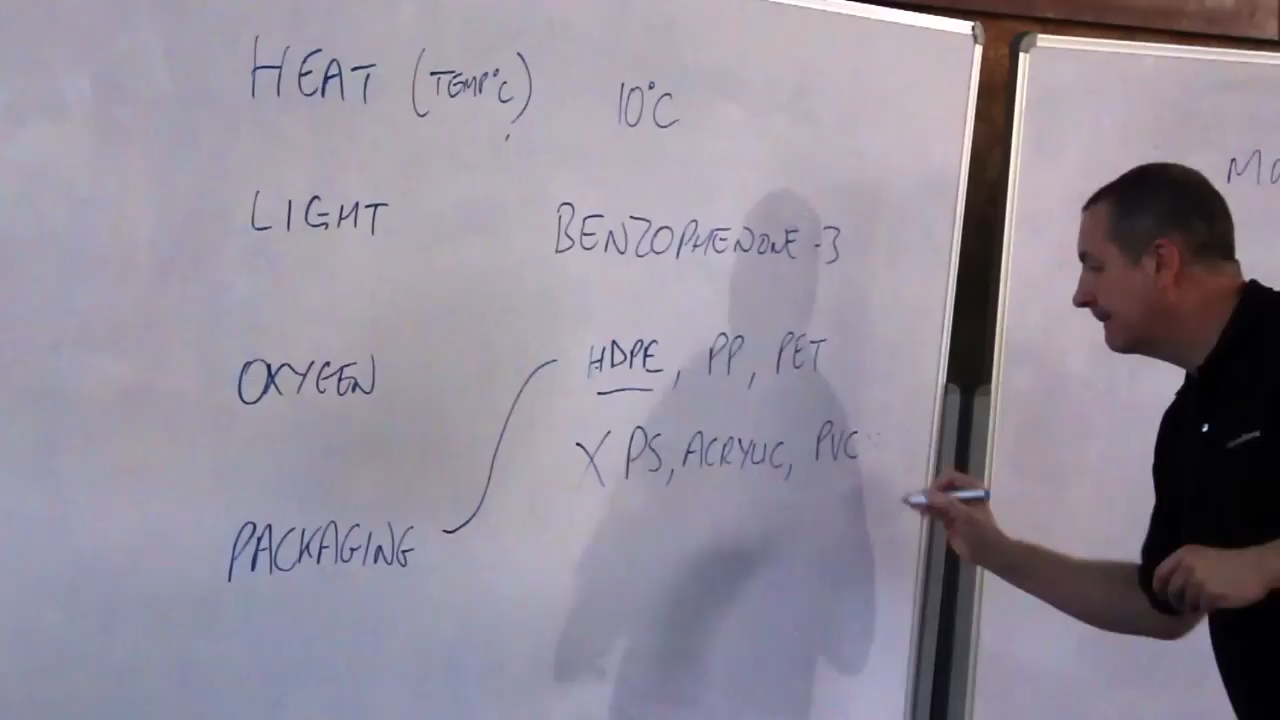 HEAT (TEMP°C) 10°C
LIGHT BENZOPHENONE-3
OXYGEN
HDPE, PP, PET
X PS, ACRYLIC, PVC
PACKAGING